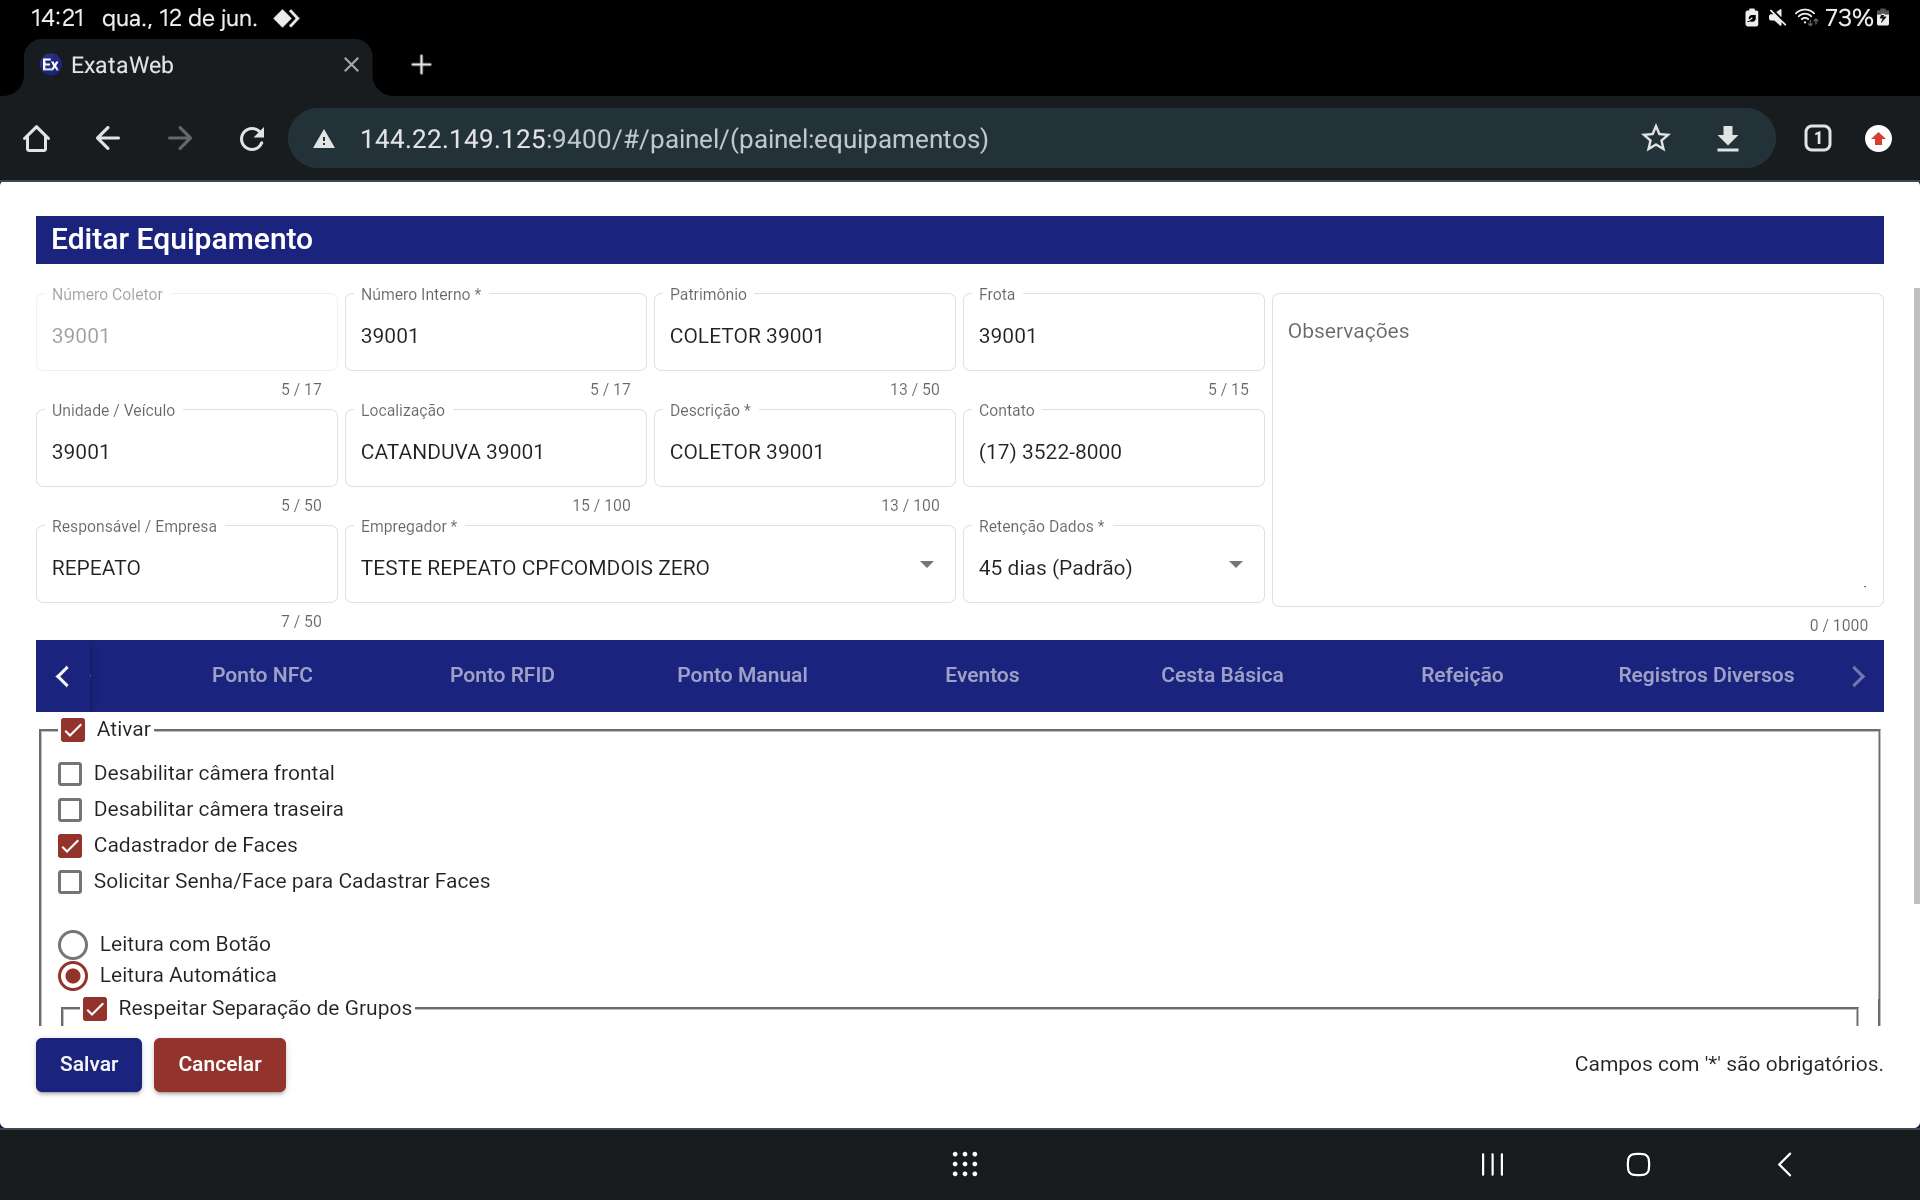 14:21 qua., 12 de jun. 73%
Ex ExataWeb
144.22.149.125:9400/#/painel/(painel:equipamentos) 1
Editar Equipamento
Número Coletor Número Interno * Patrimônio Frota
39001 39001 COLETOR 39001 39001 Observações
5 / 17 5 / 17 13 / 50 5 / 15
Unidade / Veículo Localização Descrição * Contato
39001 CATANDUVA 39001 COLETOR 39001 (17) 3522-8000
5 / 50 15 / 100 13 / 100
Responsável / Empresa Empregador * Retenção Dados *
REPEATO TESTE REPEATO CPFCOMDOIS ZERO 45 dias (Padrão)
7 / 50 0 / 1000
Ponto NFC Ponto RFID Ponto Manual Eventos Cesta Básica Refeição Registros Diversos
Ativar
Desabilitar câmera frontal
Desabilitar câmera traseira
Cadastrador de Faces
Solicitar Senha/Face para Cadastrar Faces
Leitura com Botão
Leitura Automática
Respeitar Separação de Grupos
Salvar Cancelar Campos com '*' são obrigatórios.